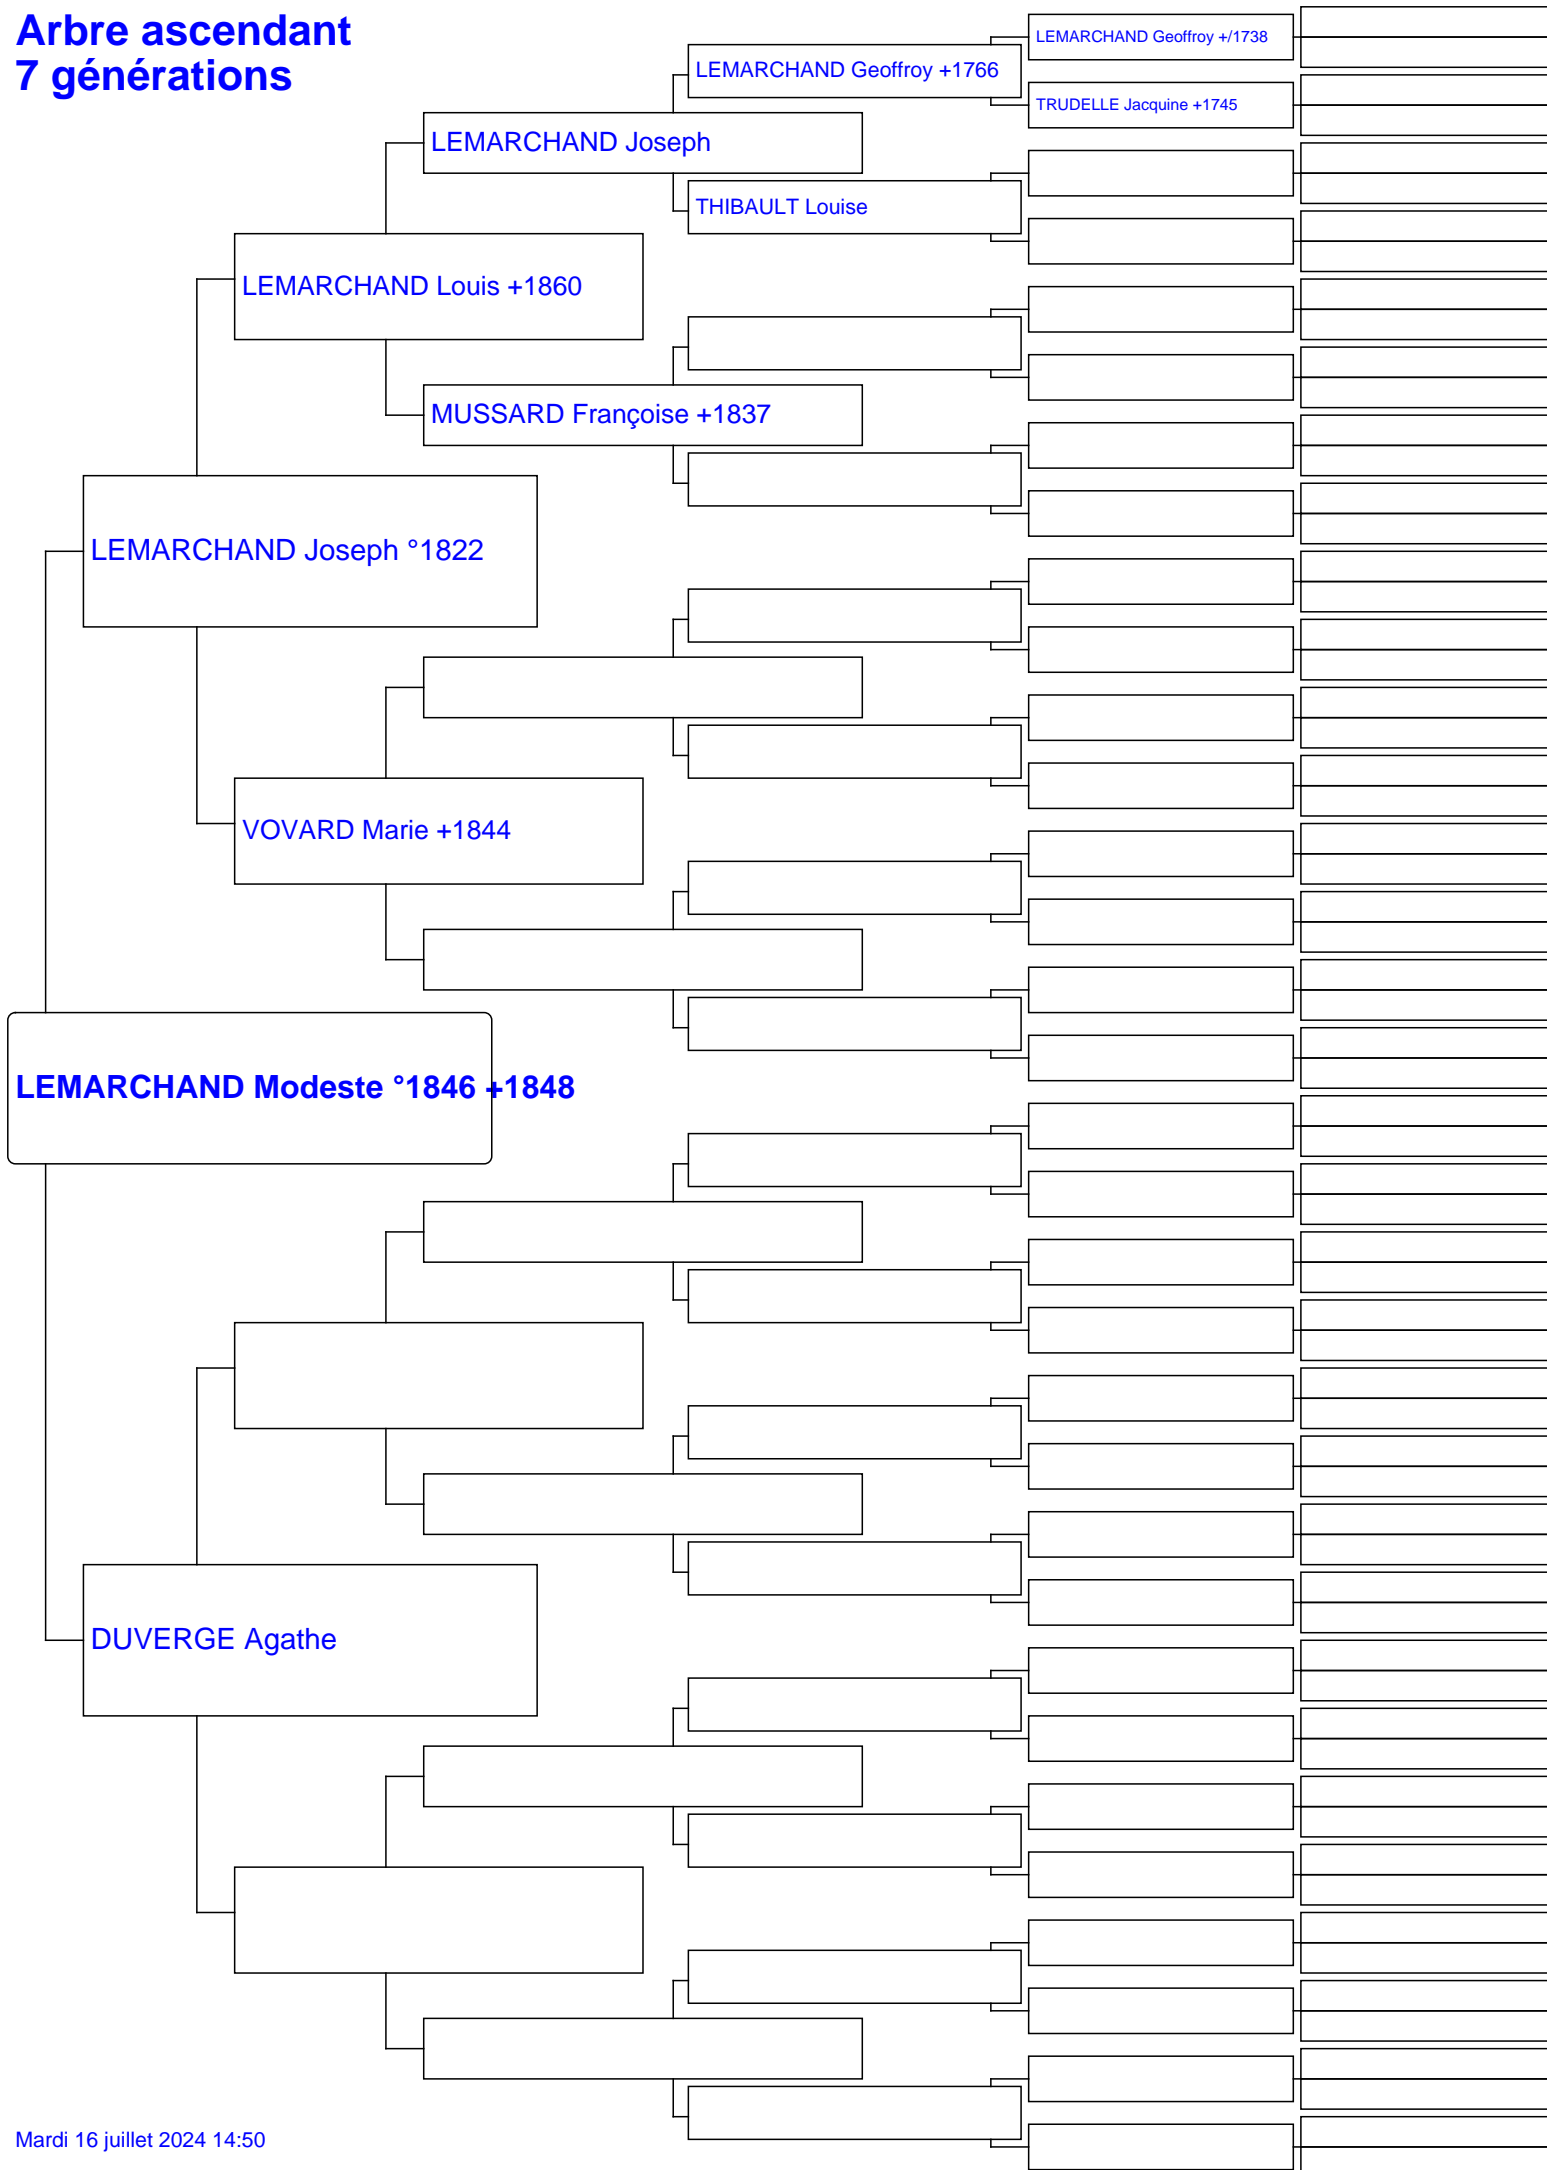 Arbre ascendant
7 générations
LEMARCHAND Geoffroy +/1738
LEMARCHAND Geoffroy +1766
TRUDELLE Jacquine +1745
LEMARCHAND Joseph
THIBAULT Louise
LEMARCHAND Louis +1860
MUSSARD Françoise +1837
LEMARCHAND Joseph °1822
VOVARD Marie +1844
LEMARCHAND Modeste °1846 +1848
DUVERGE Agathe
Mardi 16 juillet 2024 14:50